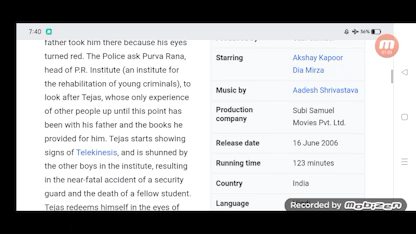 7:40
56%
father took him there because his eyes
turned red. The Police ask Purva Rana,
head of P.R. Institute (an institute for
the rehabilitation of young criminals), to
look after Tejas, whose only experience
of other people up until this point has
been with his father and the books he
provided for him. Tejas starts showing
signs of Telekinesis, and is shunned by
the other boys in the institute, resulting
in the near-fatal accident of a security
guard and the death of a fellow student.
Tejas redeems himself in the eyes of
Starring Akshay Kapoor
Dia Mirza
Music by Aadesh Shrivastava
Production Subi Samuel
company Movies Pvt. Ltd.
Release date 16 June 2006
Running time 123 minutes
Country India
Language
Recorded by Mobizen